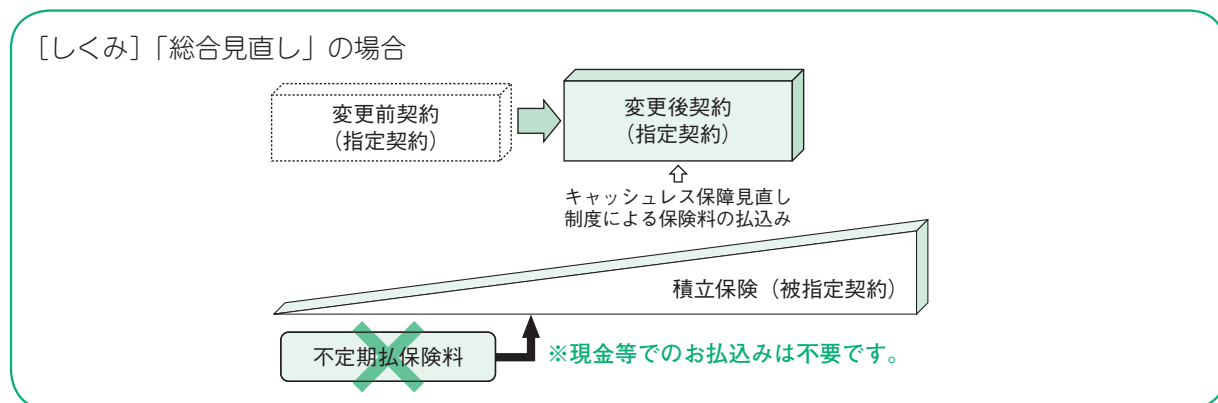 ［しくみ］「総合見直し」の場合
変更前契約
（指定契約）
変更後契約
（指定契約）
キャッシュレス保障見直し
制度による保険料の払込み
積立保険（被指定契約）
不定期払保険料
※現金等でのお払込みは不要です。